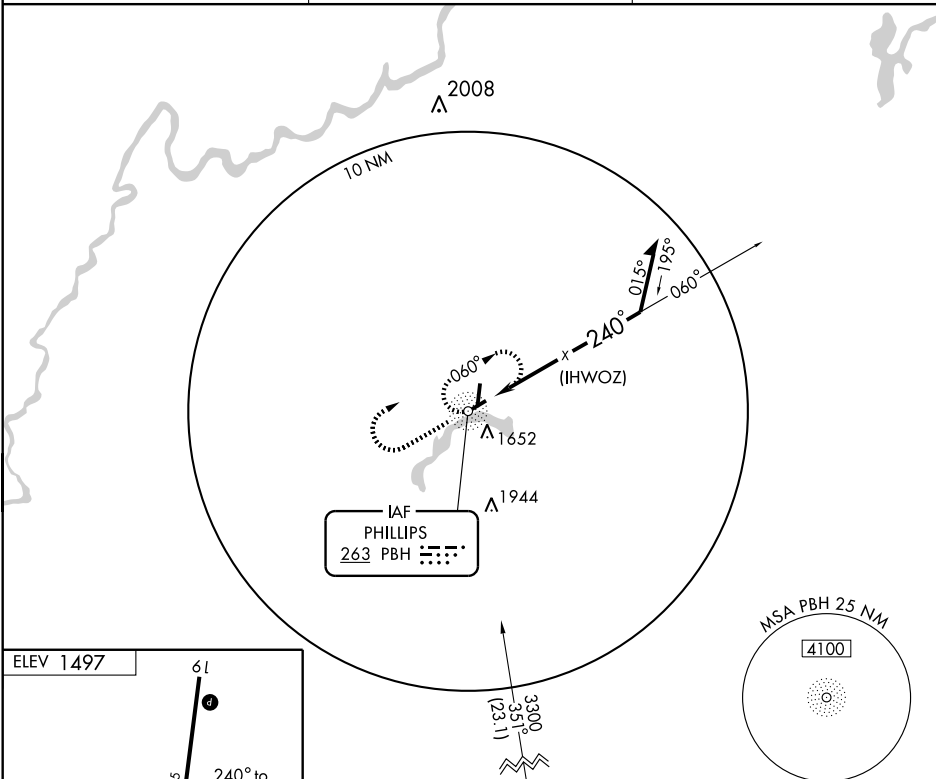 2008
10 NM
015°
195°
060°
240°
x
(IHWOZ)
060°
1652
1944
IAF
PHILLIPS
263 PBH
MSA PBH 25 NM
4100
3300
351°
(23.1)
ELEV 1497
19
P
240° to